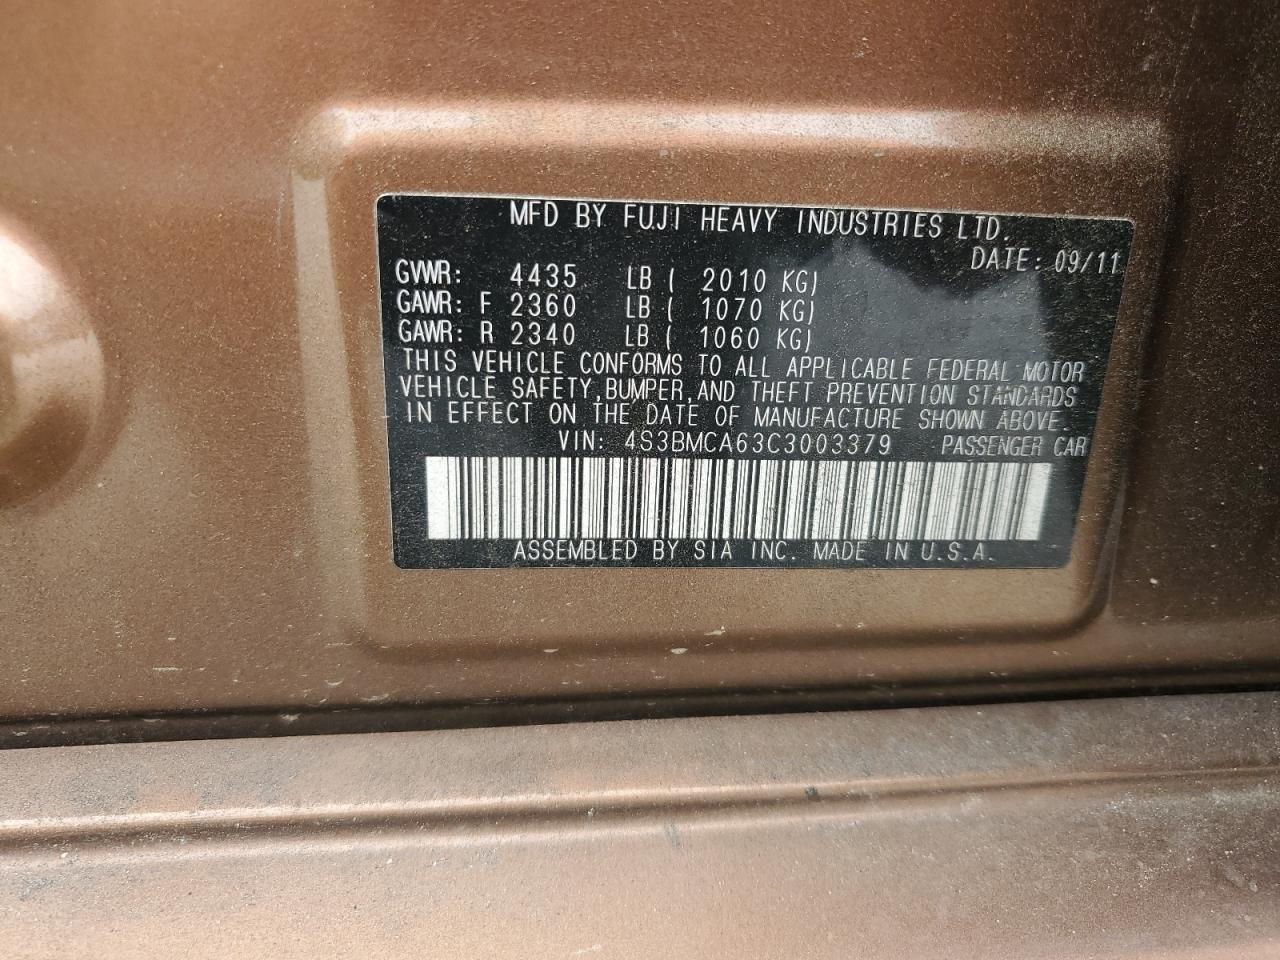 MFD BY FUJI HEAVY INDUSTRIES LTD.
DATE: 09/11
GVWR: 4435 LB ( 2010 KG)
GAWR: F 2360 LB ( 1070 KG)
GAWR: R 2340 LB ( 1060 KG)
THIS VEHICLE CONFORMS TO ALL APPLICABLE FEDERAL MOTOR
VEHICLE SAFETY, BUMPER, AND THEFT PREVENTION STANDARDS
IN EFFECT ON THE DATE OF MANUFACTURE SHOWN ABOVE.
VIN: 4S3BMCA63C3003379 PASSENGER CAR
ASSEMBLED BY SIA INC. MADE IN U.S.A.